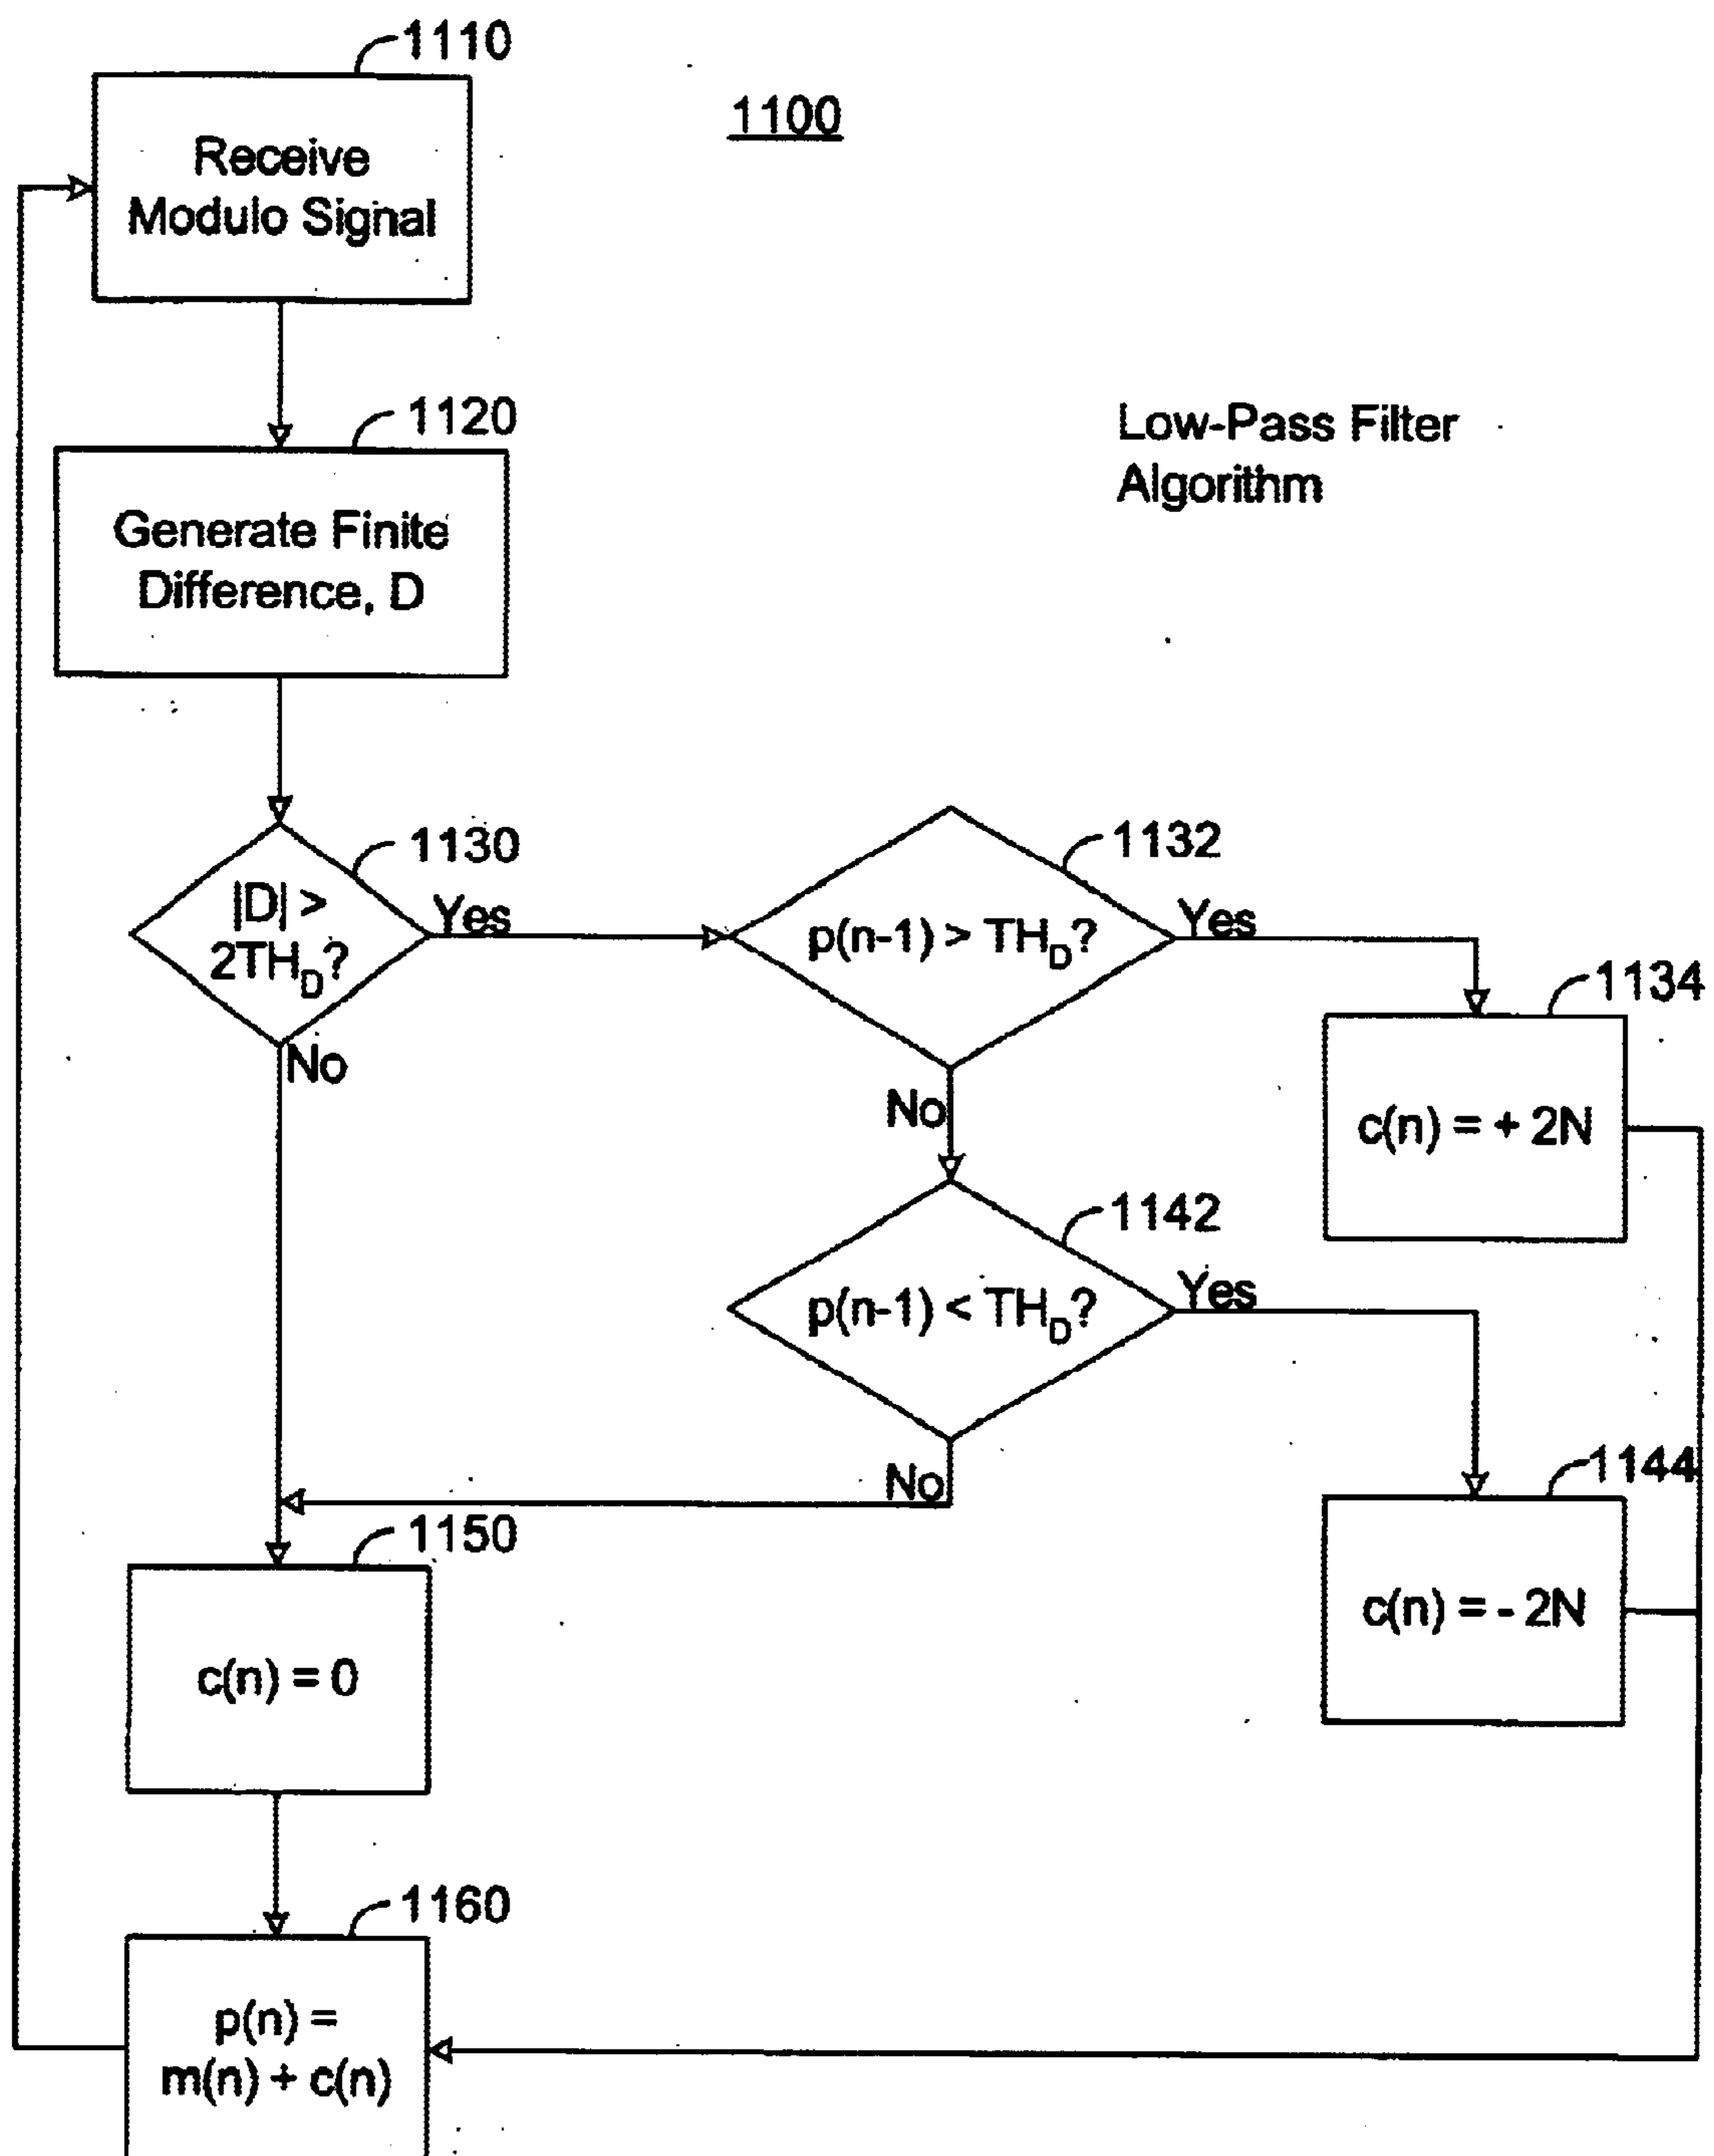 1110
1100
Receive
Modulo Signal
1120
Low-Pass Filter
Algorithm
Generate Finite
Difference, D
1130
|D| >
2TH_D?
Yes
No
1132
p(n-1) > TH_D?
Yes
No
1134
c(n) = + 2N
1142
p(n-1) < TH_D?
Yes
No
1144
c(n) = - 2N
1150
c(n) = 0
1160
p(n) =
m(n) + c(n)